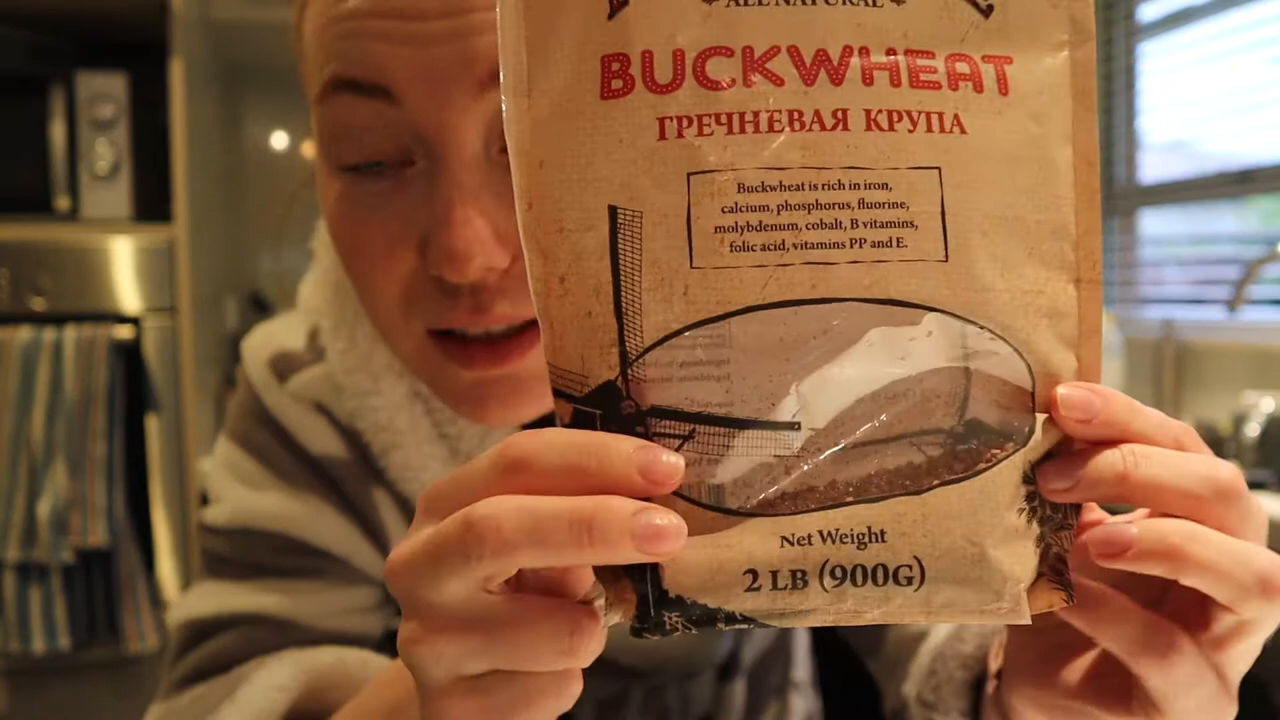 ALL NATURAL
BUCKWHEAT
ГРЕЧНЕВАЯ КРУПА
Buckwheat is rich in iron,
calcium, phosphorus, fluorine,
molybdenum, cobalt, B vitamins,
folic acid, vitamins PP and E.
Net Weight
2 LB (900G)